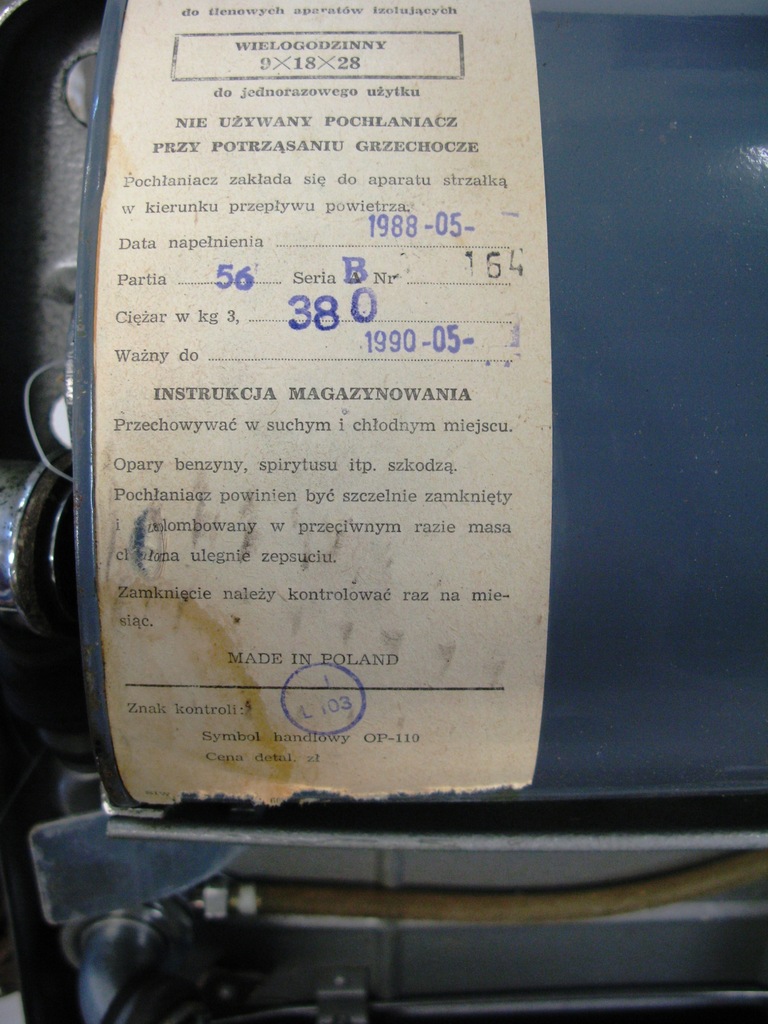 do tlenowych aparatów izolujących
WIELOGODZINNY
9×18×28
do jednorazowego użytku
NIE UŻYWANY POCHŁANIACZ
PRZY POTRZĄSANIU GRZECHOCZE
Pochłaniacz zakłada się do aparatu strzałką
w kierunku przepływu powietrza.
Data napełnienia 1988-05-
Partia 56 Seria B Nr 164
Ciężar w kg 3, 380
Ważny do 1990-05-
INSTRUKCJA MAGAZYNOWANIA
Przechowywać w suchym i chłodnym miejscu.
Opary benzyny, spirytusu itp. szkodzą.
Pochłaniacz powinien być szczelnie zamknięty
i w przeciwnym razie masa
ulegnie zepsuciu.
Zamknięcie należy kontrolować raz na mie-
siąc.
MADE IN POLAND
Znak kontroli: L 103
Symbol handlowy OP-110
Cena detal. zł